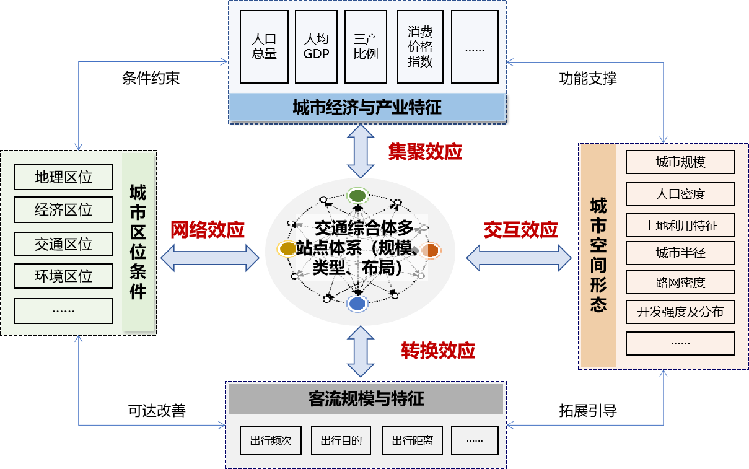 人口
总量
人均
GDP
三产
比例
消费
价格
指数
……
城市经济与产业特征
条件约束
功能支撑
集聚效应
地理区位
经济区位
交通区位
环境区位
……
城市区位条件
网络效应
交通综合体多
站点体系（规模、
类型、布局）
交互效应
城市空间形态
城市规模
人口密度
土地利用特征
城市半径
路网密度
开发强度及分布
……
转换效应
可达改善
拓展引导
客流规模与特征
出行频次
出行目的
出行距离
……